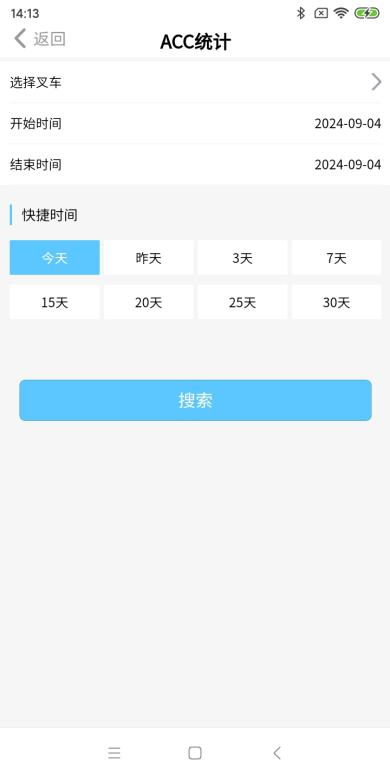 14:13
返回
ACC统计
选择叉车
开始时间 2024-09-04
结束时间 2024-09-04
快捷时间
今天 昨天 3天 7天
15天 20天 25天 30天
搜索